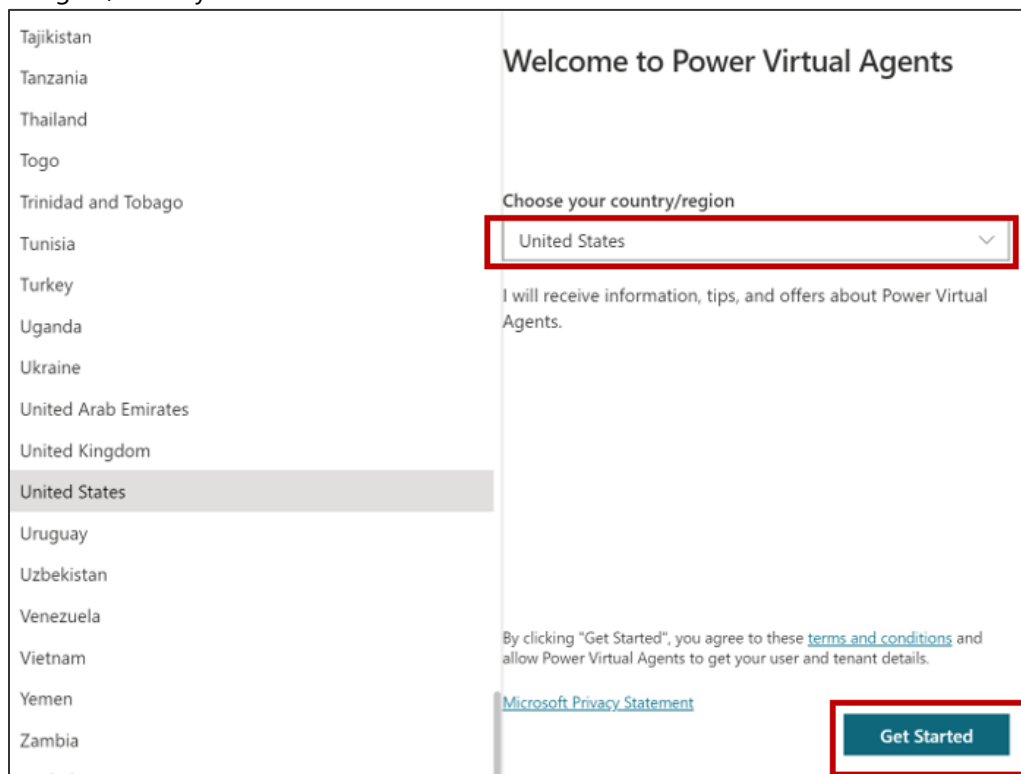 Tajikistan
Tanzania
Thailand
Togo
Trinidad and Tobago
Tunisia
Turkey
Uganda
Ukraine
United Arab Emirates
United Kingdom
United States
Uruguay
Uzbekistan
Venezuela
Vietnam
Yemen
Zambia
Welcome to Power Virtual Agents
Choose your country/region
United States
I will receive information, tips, and offers about Power Virtual
Agents.
By clicking "Get Started", you agree to these terms and conditions and
allow Power Virtual Agents to get your user and tenant details.
Microsoft Privacy Statement
Get Started